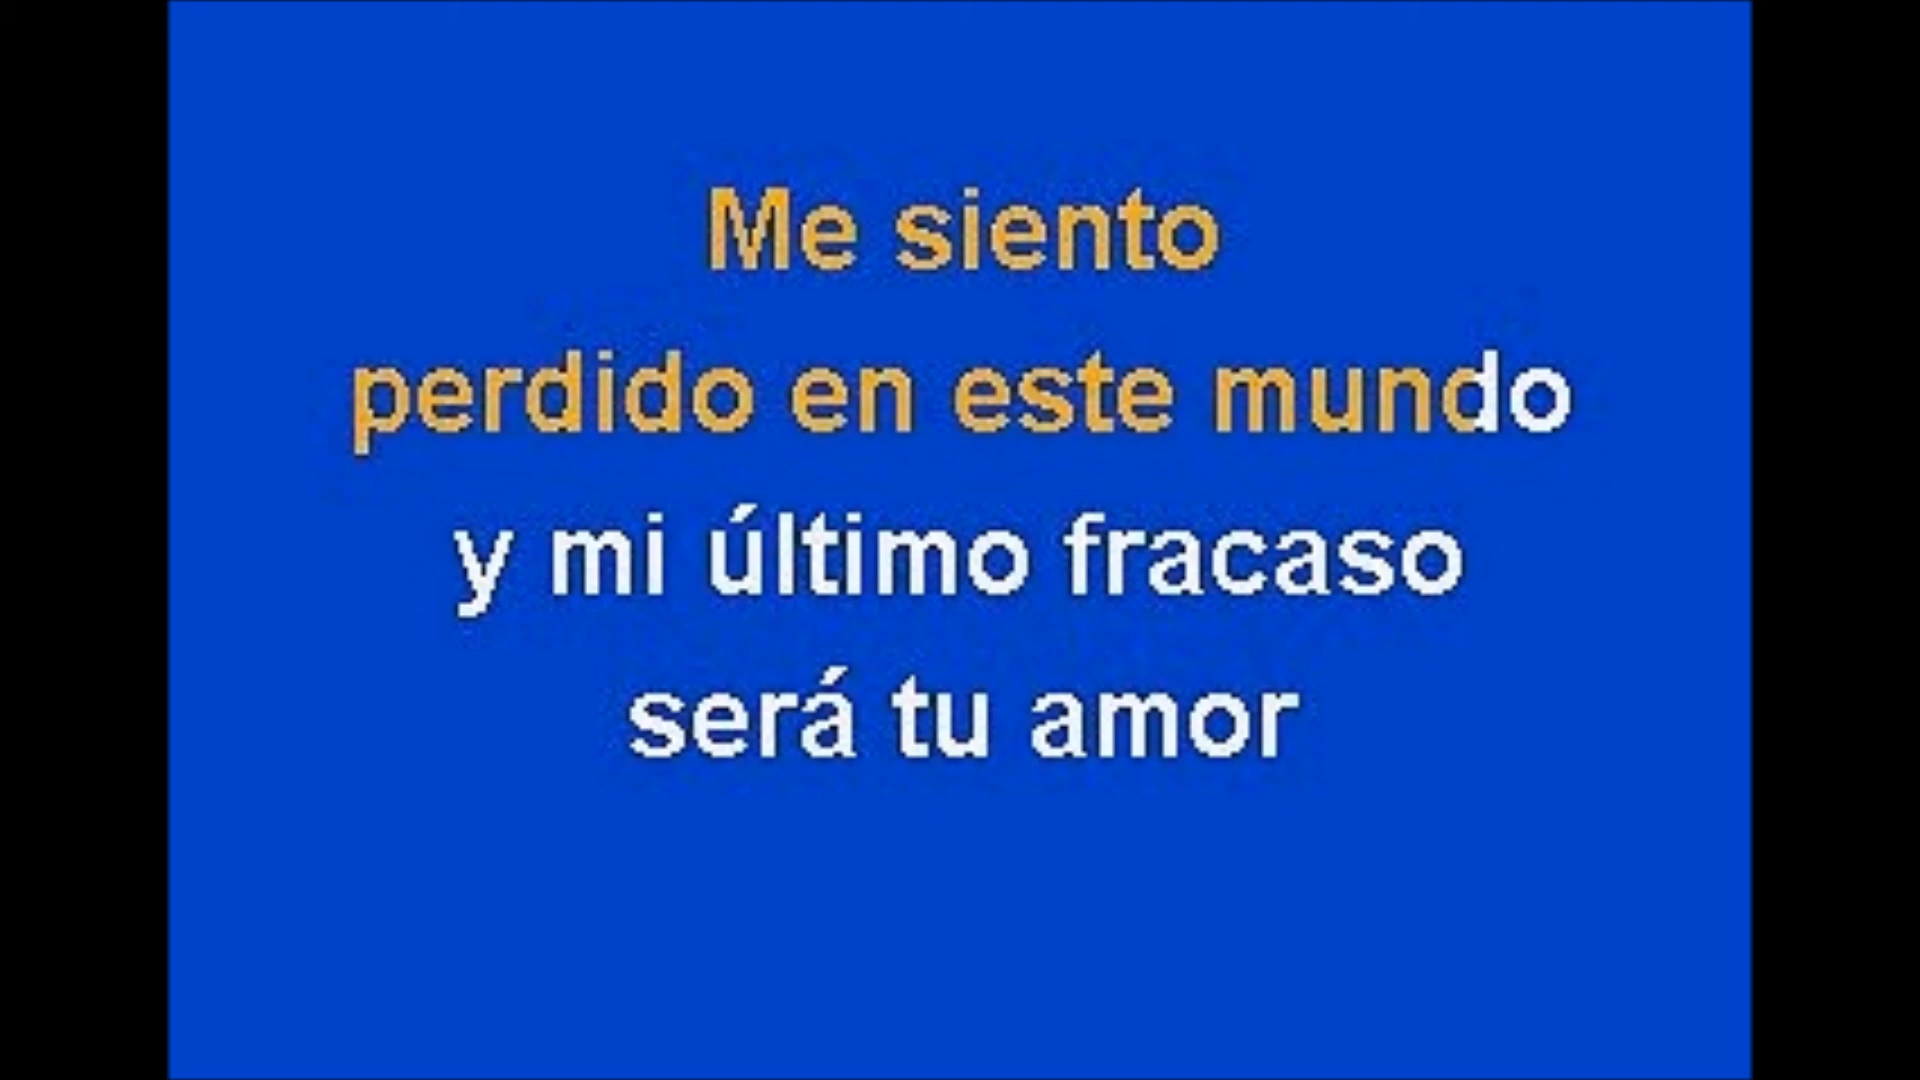 Me siento
perdido en este mundo
y mi último fracaso
será tu amor